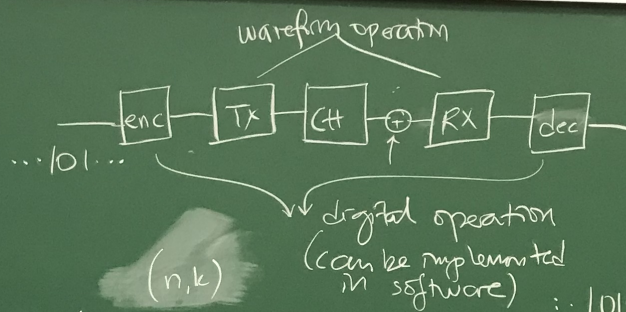 waveform operation
enc TX CH + RX dec
...101...
digital operation
(can be implemented
in software)
(n,k)
..101